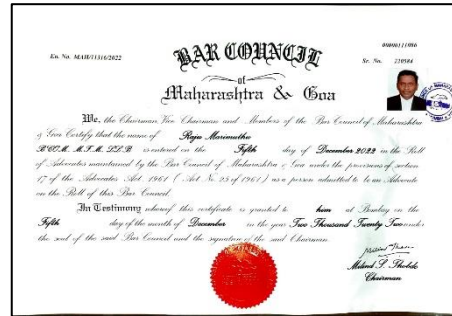 En. No. MAH/11316/2022
BAR COUNCIL
Sr. No.
of
Maharashtra & Goa
We, the Chairman, Vice Chairman and Members of the Bar Council of Maharashtra
& Goa Certify that the name of Raju Marimuthu
is entered on the Fifth day of December 2022 in the Roll
of Advocates maintained by the Bar Council of Maharashtra & Goa under the provisions of section
17 of the Advocates Act 1961 ( Act No 25 of 1961 ) as a person admitted to be an Advocate
on the Roll of this Bar Council.
In Testimony whereof this certificate is granted to him at Bombay on the
Fifth day of the month of December in the year Two Thousand Twenty Two under
the seal of the said Bar Council and the signature of the said Chairman.
Chairman